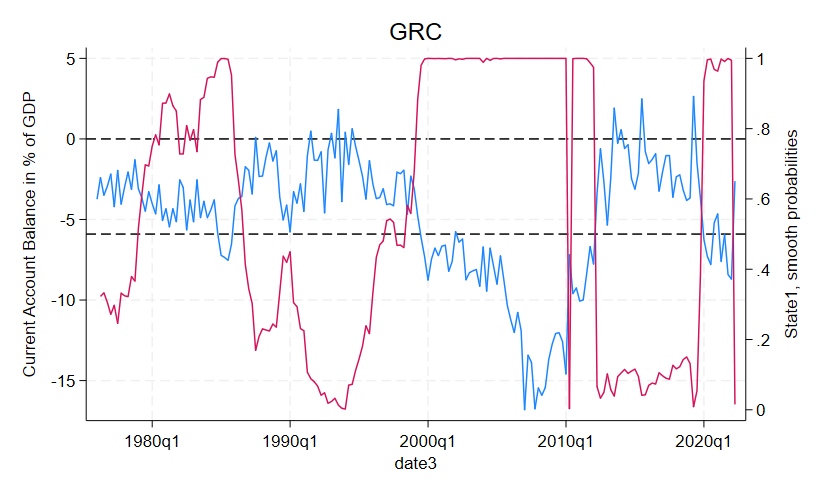 GRC
Current Account Balance in % of GDP
5
0
-5
-10
-15
State1, smooth probabilities
1
.8
.6
.4
.2
0
1980q1
1990q1
2000q1
2010q1
2020q1
date3